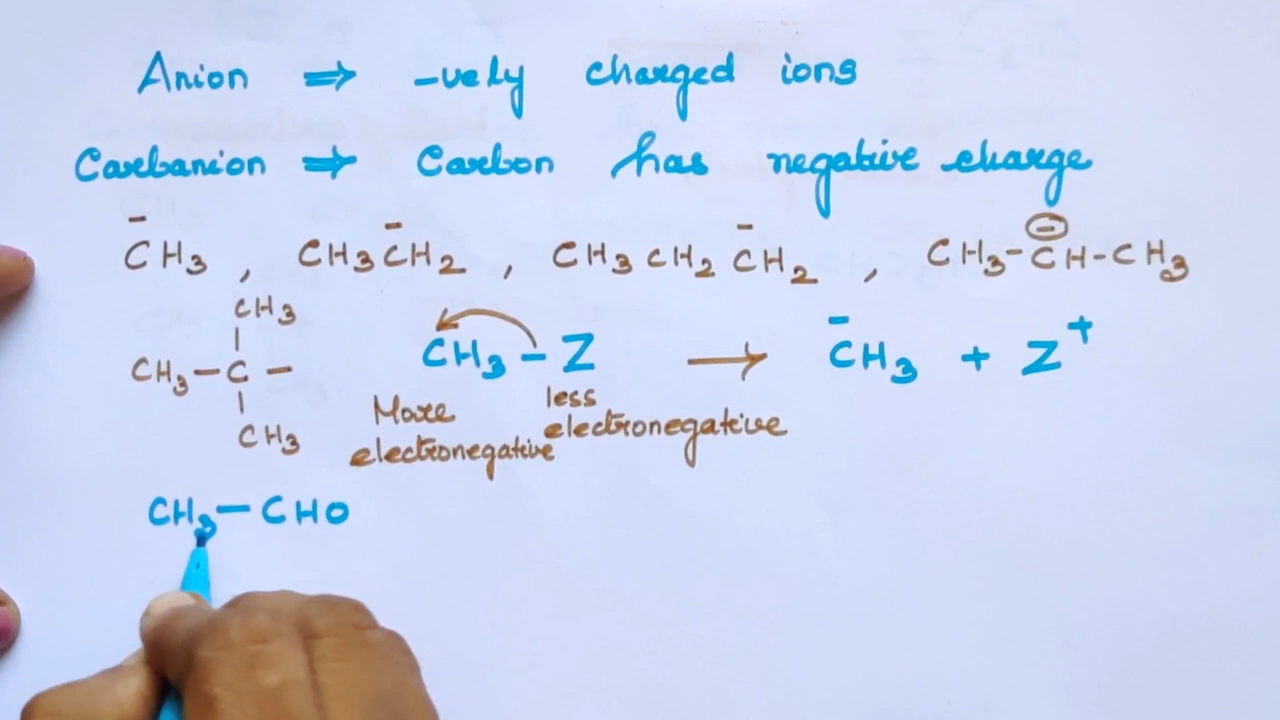 Anion ⇒ -vely charged ions
Carbanion ⇒ Carbon has negative charge
C̄H₃ , CH₃C̄H₂ , CH₃CH₂C̄H₂ , CH₃-C̄H-CH₃
CH₃
|
CH₃-C-
|
CH₃
CH₃-Z → C̄H₃ + Z⁺
More electronegative
less electronegative
CH₃-CHO